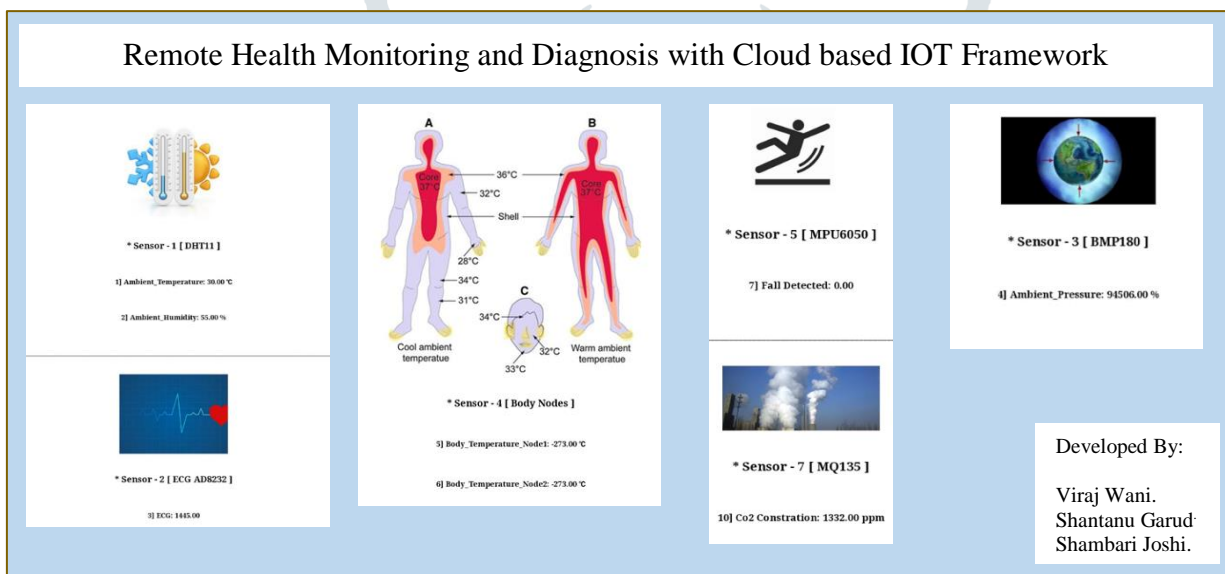 Remote Health Monitoring and Diagnosis with Cloud based IOT Framework
* Sensor - 1 [ DHT11 ]
1] Ambient_Temperature: 30.00 ℃
2] Ambient_Humidity: 55.00 %
* Sensor - 2 [ ECG AD8232 ]
3] ECG: 1445.00
A
B
Core
37°C
Core
37°C
36°C
32°C
Shell
28°C
34°C
31°C
C
34°C
32°C
33°C
Cool ambient
temperatue
Warm ambient
temperatue
* Sensor - 4 [ Body Nodes ]
5] Body_Temperature_Node1: -273.00 ℃
6] Body_Temperature_Node2: -273.00 ℃
* Sensor - 5 [ MPU6050 ]
7] Fall Detected: 0.00
* Sensor - 7 [ MQ135 ]
10] Co2 Constration: 1332.00 ppm
* Sensor - 3 [ BMP180 ]
4] Ambient_Pressure: 94506.00 %
Developed By:
Viraj Wani.
Shantanu Garud.
Shambari Joshi.